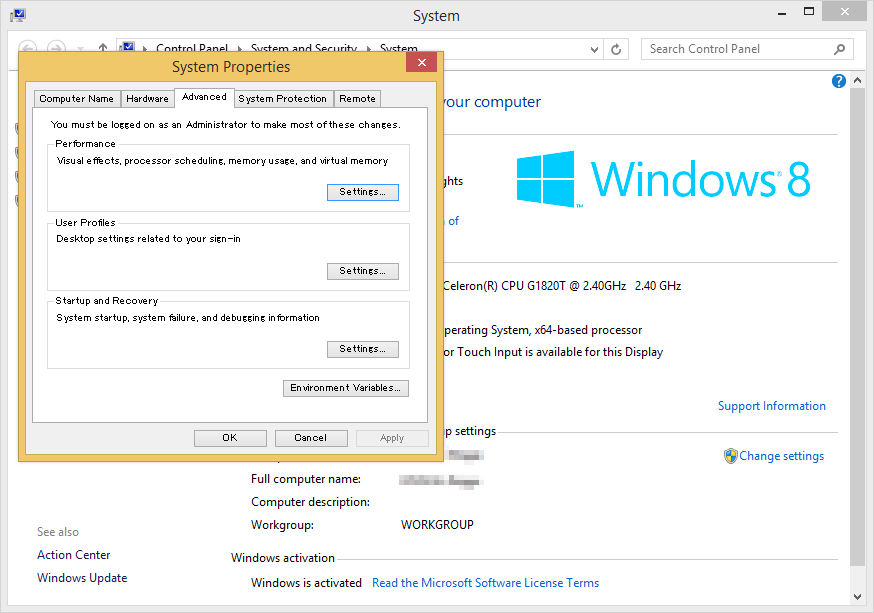 System
Control Panel
System and Security
System
Search Control Panel
System Properties
Computer Name
Hardware
Advanced
System Protection
Remote
You must be logged on as an Administrator to make most of these changes.
Performance
Visual effects, processor scheduling, memory usage, and virtual memory
Settings...
User Profiles
Desktop settings related to your sign-in
Settings...
Startup and Recovery
System startup, system failure, and debugging information
Settings...
Environment Variables...
OK
Cancel
Apply
your computer
ghts
of
Windows 8
™
Celeron(R) CPU G1820T @ 2.40GHz 2.40 GHz
perating System, x64-based processor
or Touch Input is available for this Display
Support Information
p settings
Change settings
Full computer name:
Computer description:
Workgroup: WORKGROUP
Windows activation
Windows is activated Read the Microsoft Software License Terms
See also
Action Center
Windows Update